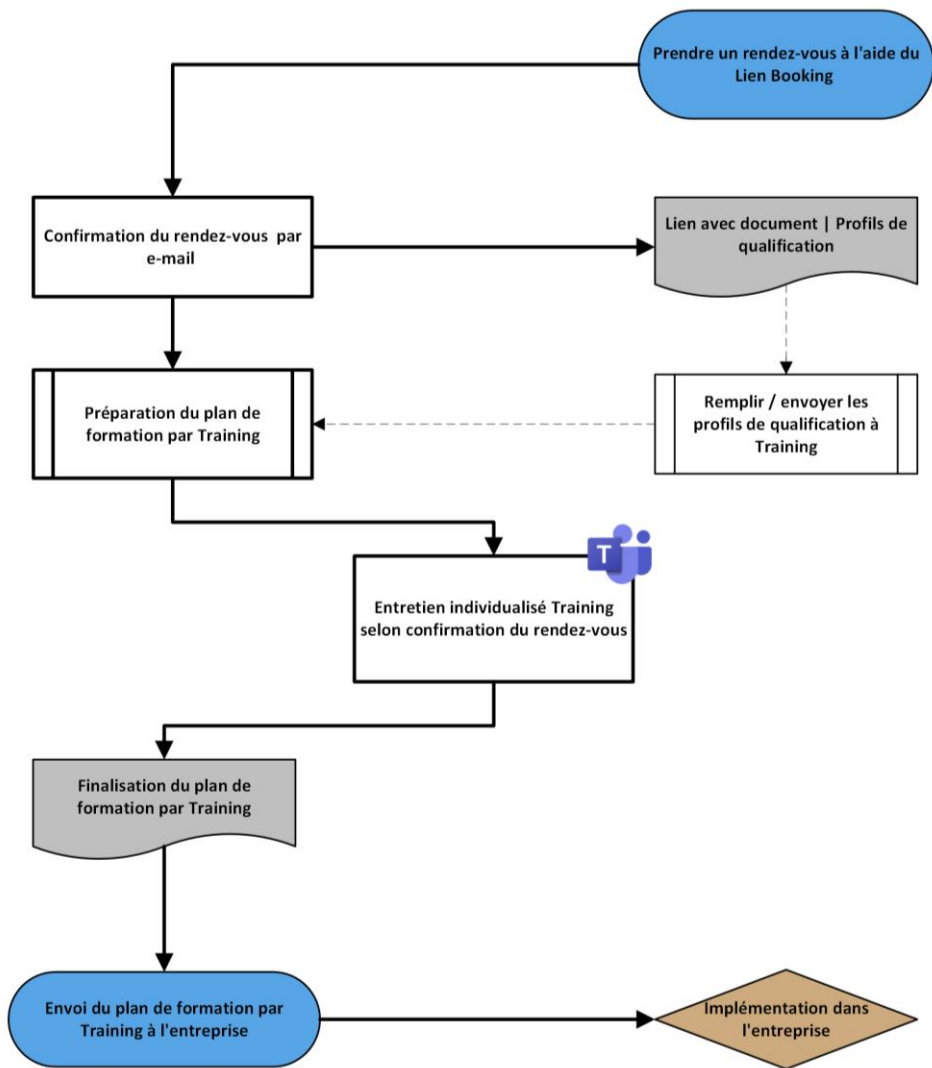 Prendre un rendez-vous à l'aide du
Lien Booking
Confirmation du rendez-vous par
e-mail
Lien avec document | Profils de
qualification
Préparation du plan de
formation par Training
Remplir / envoyer les
profils de qualification à
Training
T
Entretien individualisé Training
selon confirmation du rendez-vous
Finalisation du plan de
formation par Training
Envoi du plan de formation par
Training à l'entreprise
Implémentation dans
l'entreprise